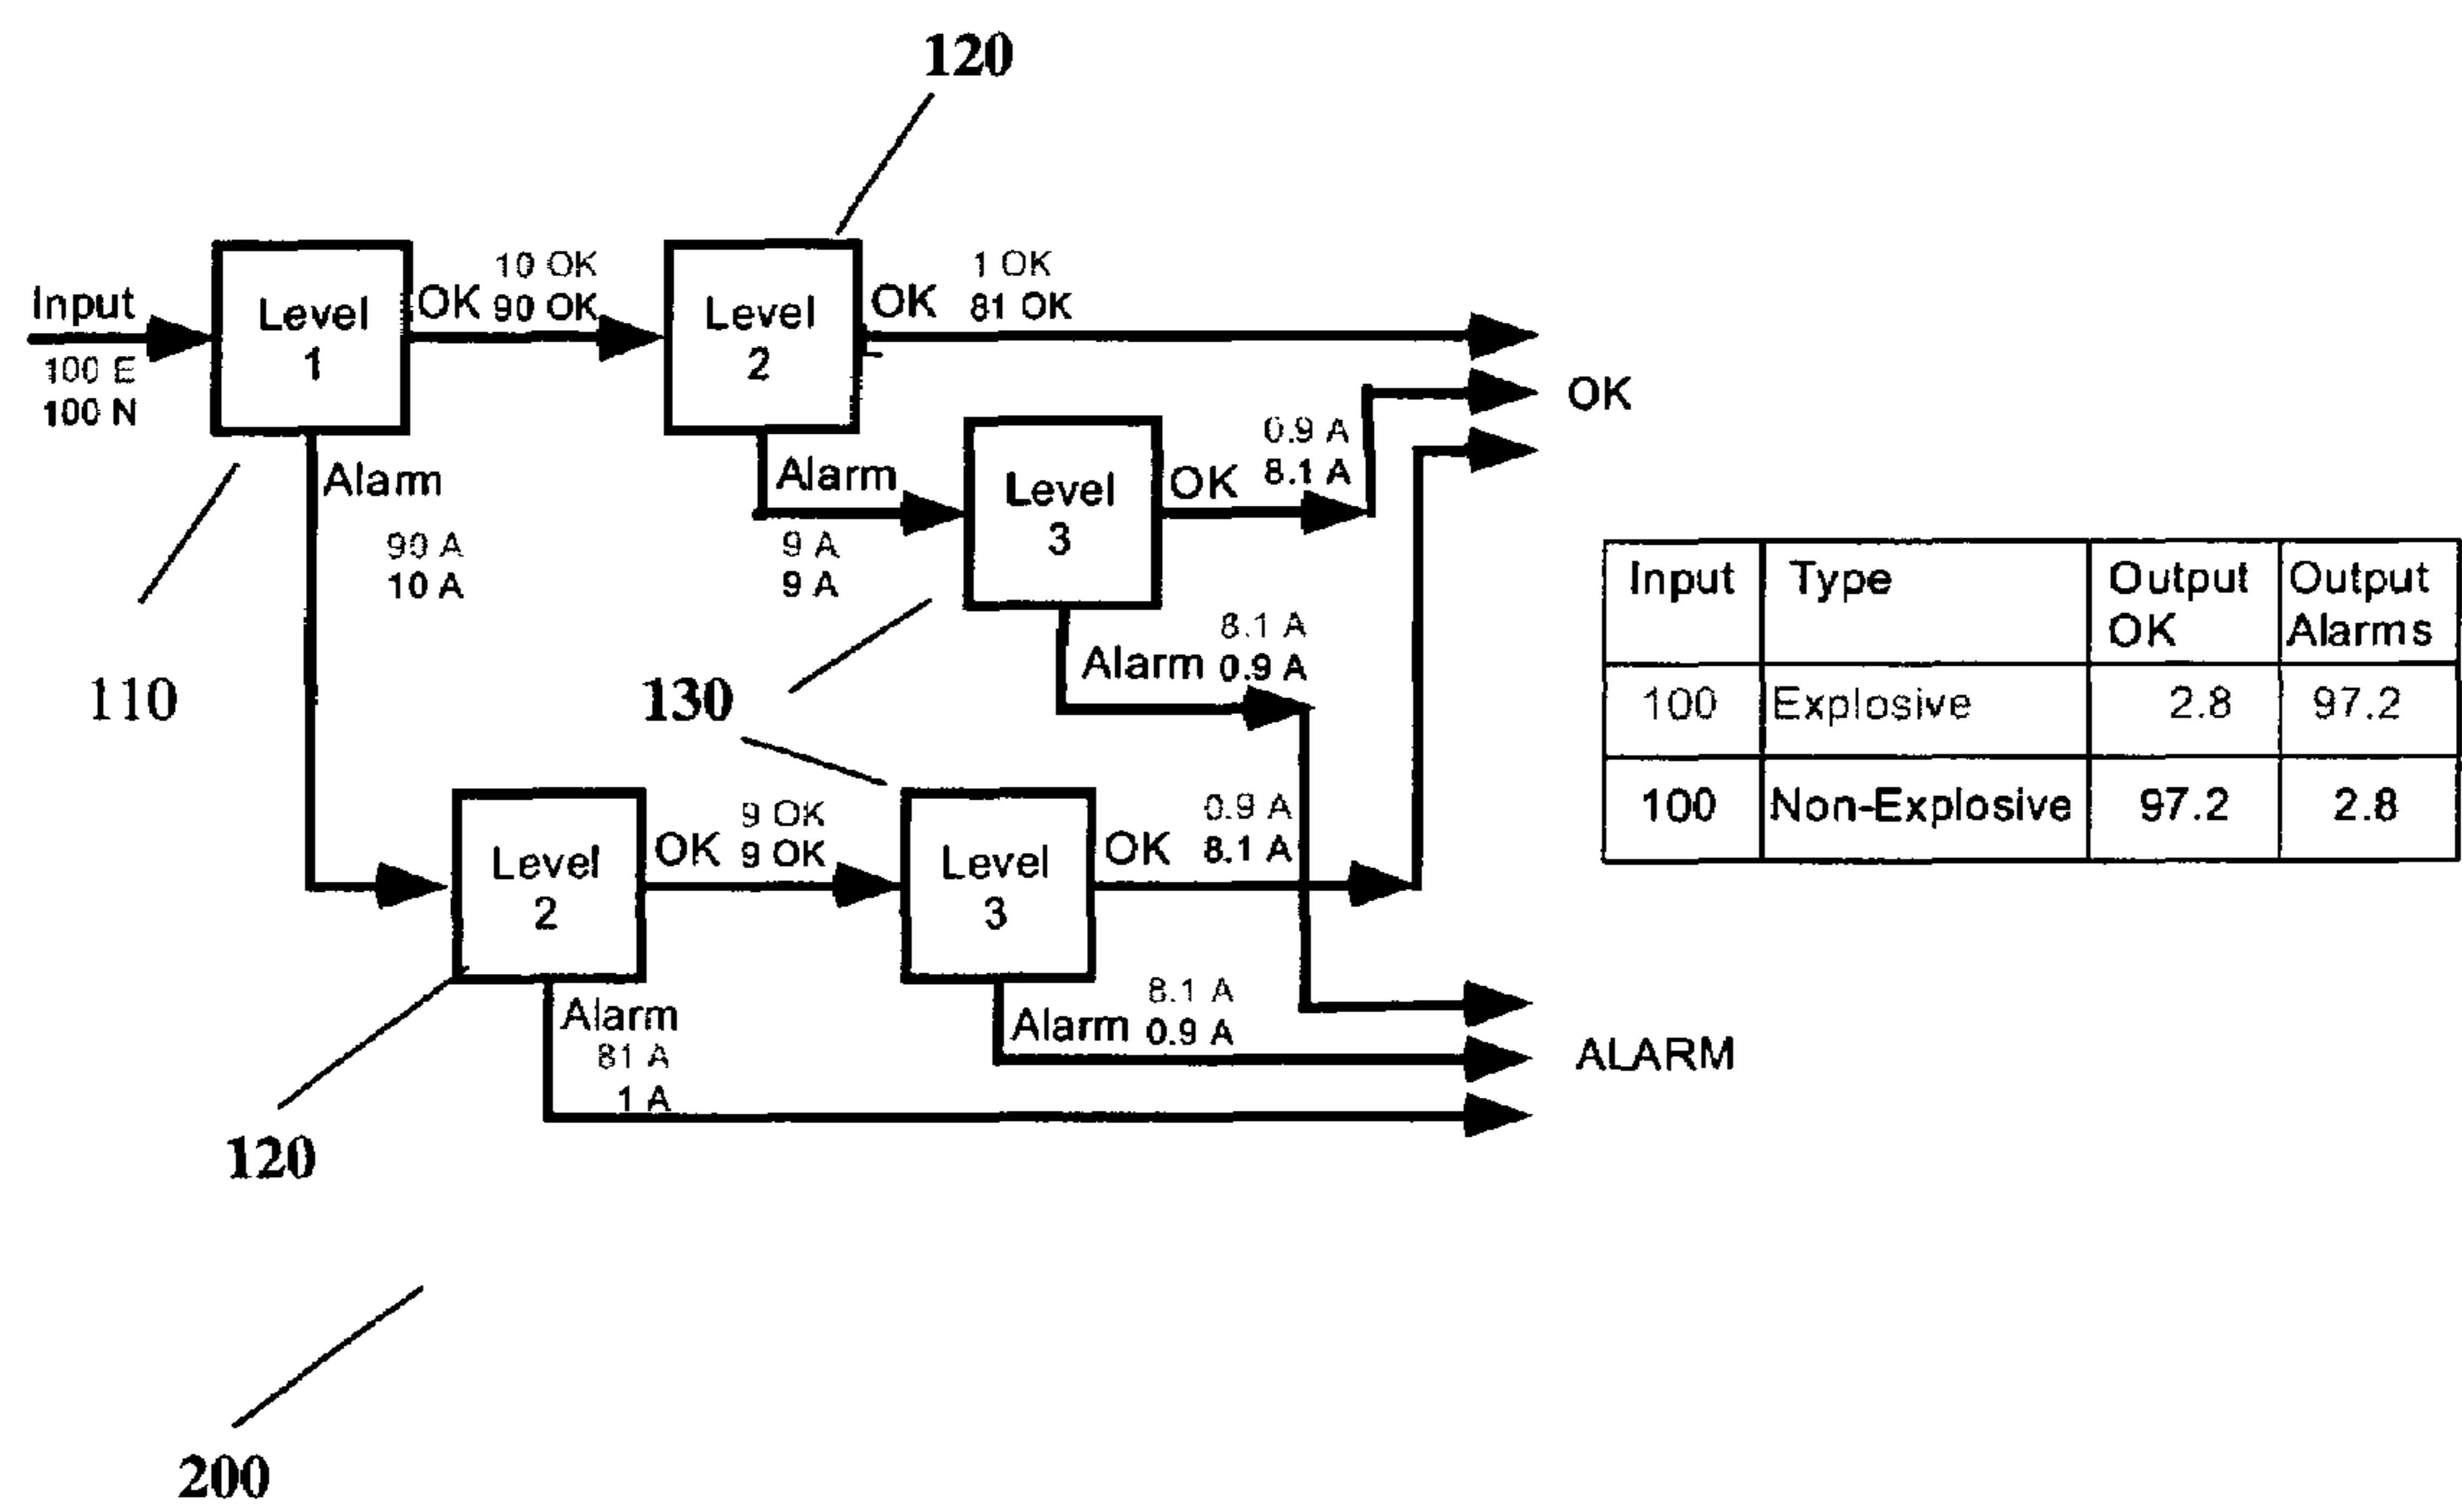 120
Input
100 E
100 N
Level
1
OK
10 OK
90 OK
Level
2
OK
1 OK
81 OK
OK
Alarm
90 A
10 A
Alarm
9 A
9 A
Level
3
OK
0.9 A
8.1 A
Alarm
8.1 A
0.9 A
110
130
Level
2
OK
9 OK
9 OK
Level
3
OK
0.9 A
8.1 A
Alarm
81 A
1 A
Alarm
8.1 A
0.9 A
ALARM
120
200
Input Type Output OK Output Alarms
100 Explosive 2.8 97.2
100 Non-Explosive 97.2 2.8